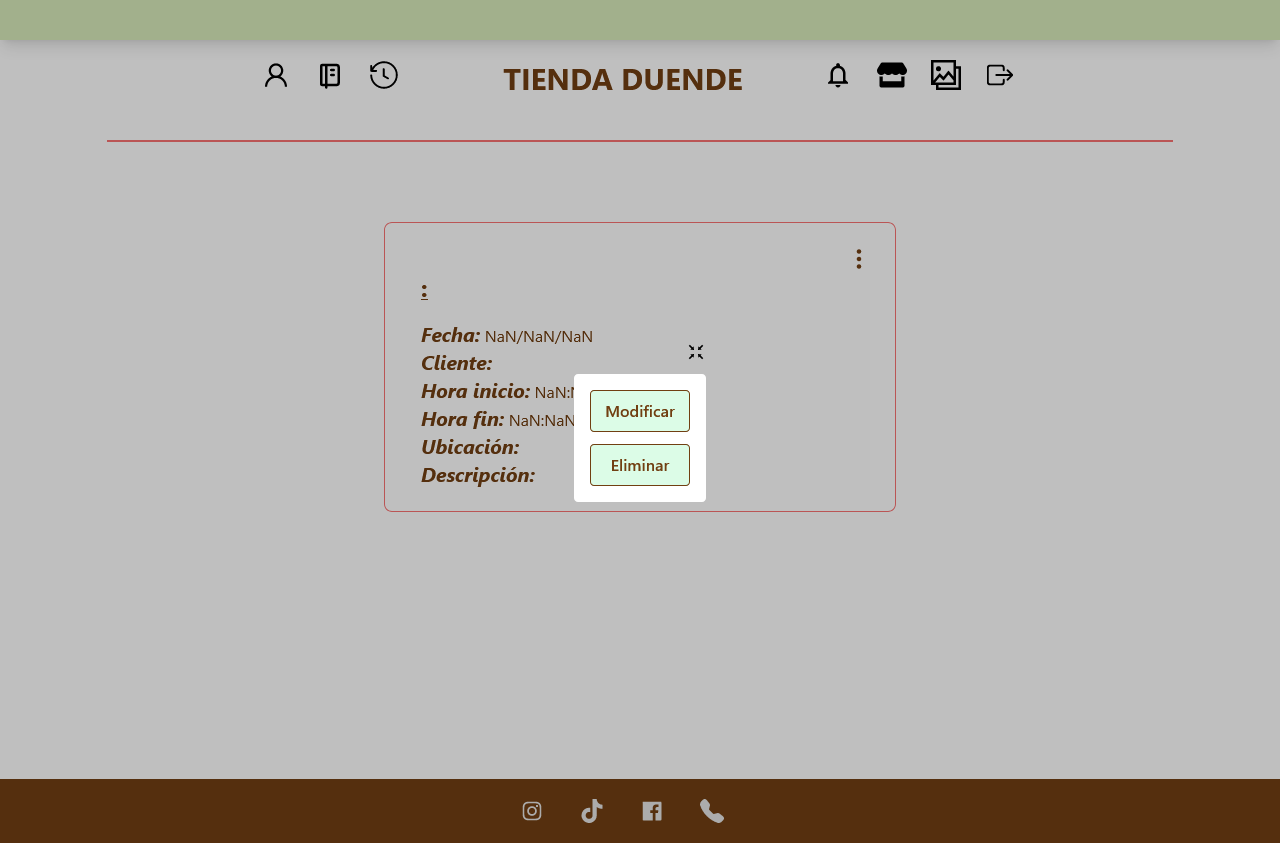 TIENDA DUENDE
:
Fecha: NaN/NaN/NaN
Cliente:
Hora inicio: NaN:
Hora fin: NaN:NaN
Ubicación:
Descripción:
Modificar
Eliminar